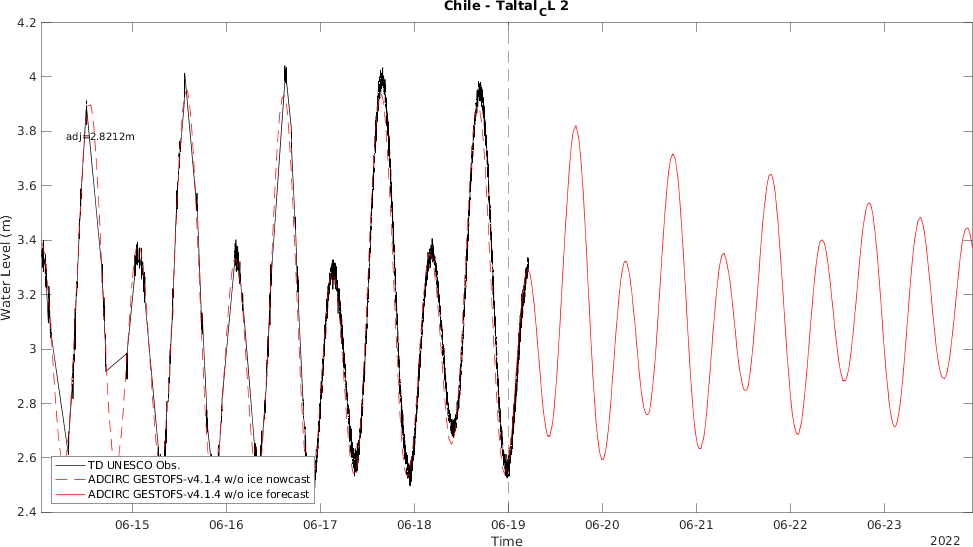 Chile - Taltal_CL 2
4.2
4
3.8
3.6
3.4
3.2
3
2.8
2.6
2.4
Water Level (m)
adj=2.8212m
TD UNESCO Obs.
ADCIRC GESTOFS-v4.1.4 w/o ice nowcast
ADCIRC GESTOFS-v4.1.4 w/o ice forecast
06-15
06-16
06-17
06-18
06-19
06-20
06-21
06-22
06-23
Time
2022